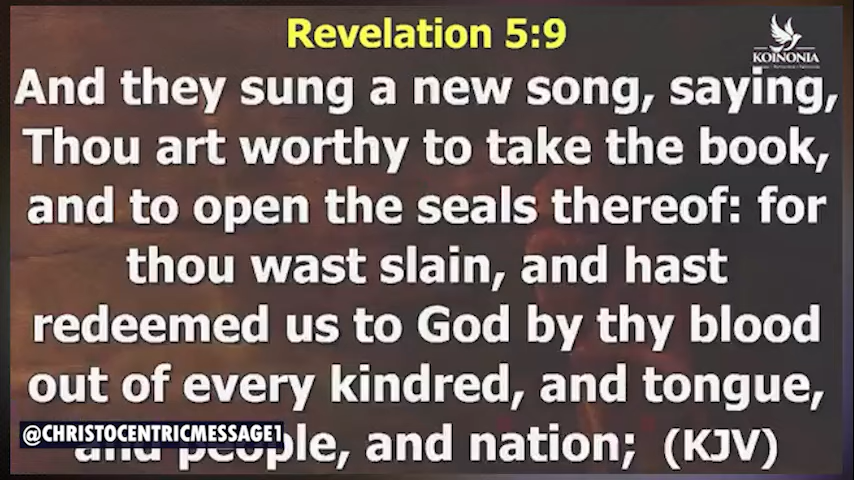 Revelation 5:9
KOINONIA
And they sung a new song, saying,
Thou art worthy to take the book,
and to open the seals thereof: for
thou wast slain, and hast
redeemed us to God by thy blood
out of every kindred, and tongue,
@CHRISTOCENTRICMESSAGE1
and people, and nation; (KJV)